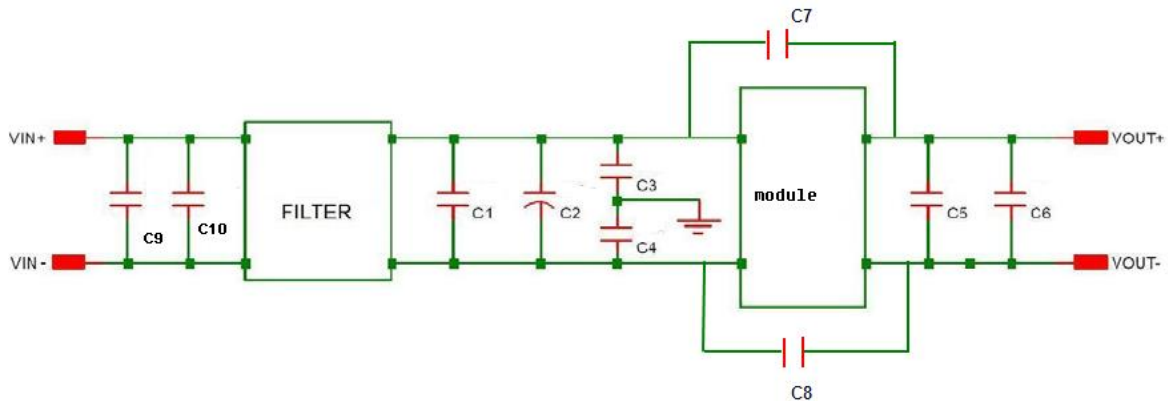 C7
VIN+
VOUT+
C9
C10
FILTER
C1
C2
C3
C4
module
C5
C6
VIN-
VOUT-
C8